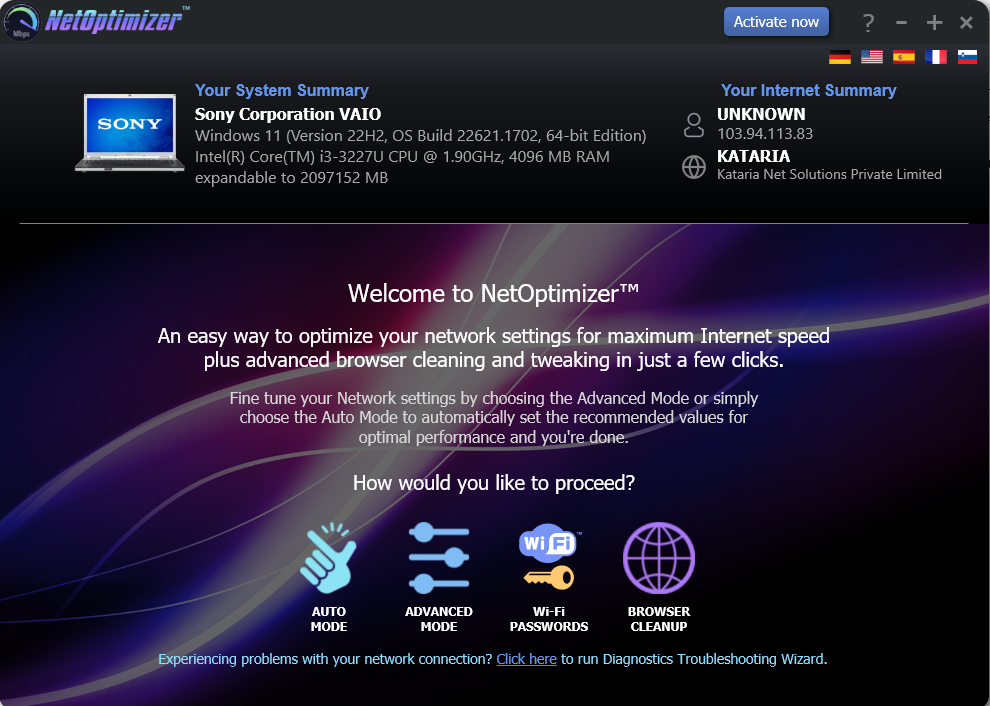 NetOptimizer™
Mbps
Activate now
?
Your System Summary
Sony Corporation VAIO
Windows 11 (Version 22H2, OS Build 22621.1702, 64-bit Edition)
Intel(R) Core(TM) i3-3227U CPU @ 1.90GHz, 4096 MB RAM
expandable to 2097152 MB
SONY
Your Internet Summary
UNKNOWN
103.94.113.83
KATARIA
Kataria Net Solutions Private Limited
Welcome to NetOptimizer™
An easy way to optimize your network settings for maximum Internet speed
plus advanced browser cleaning and tweaking in just a few clicks.
Fine tune your Network settings by choosing the Advanced Mode or simply
choose the Auto Mode to automatically set the recommended values for
optimal performance and you're done.
How would you like to proceed?
AUTO
MODE
ADVANCED
MODE
Wi Fi™
Wi-Fi
PASSWORDS
BROWSER
CLEANUP
Experiencing problems with your network connection? Click here to run Diagnostics Troubleshooting Wizard.